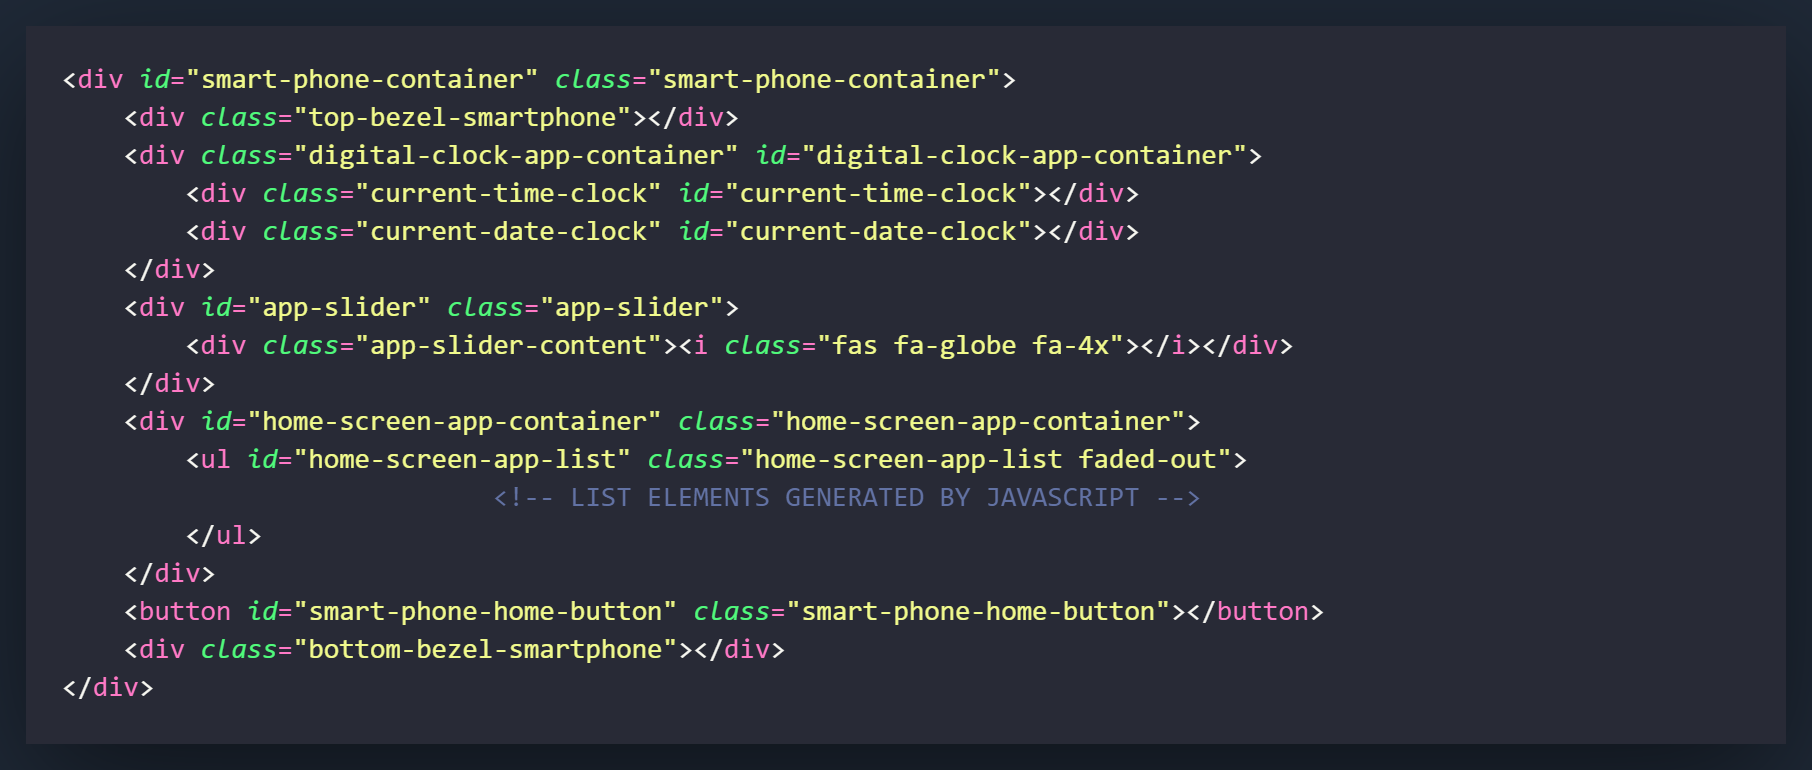 <div id="smart-phone-container" class="smart-phone-container">
    <div class="top-bezel-smartphone"></div>
    <div class="digital-clock-app-container" id="digital-clock-app-container">
        <div class="current-time-clock" id="current-time-clock"></div>
        <div class="current-date-clock" id="current-date-clock"></div>
    </div>
    <div id="app-slider" class="app-slider">
        <div class="app-slider-content"><i class="fas fa-globe fa-4x"></i></div>
    </div>
    <div id="home-screen-app-container" class="home-screen-app-container">
        <ul id="home-screen-app-list" class="home-screen-app-list faded-out">
                            <!-- LIST ELEMENTS GENERATED BY JAVASCRIPT -->
        </ul>
    </div>
    <button id="smart-phone-home-button" class="smart-phone-home-button"></button>
    <div class="bottom-bezel-smartphone"></div>
</div>